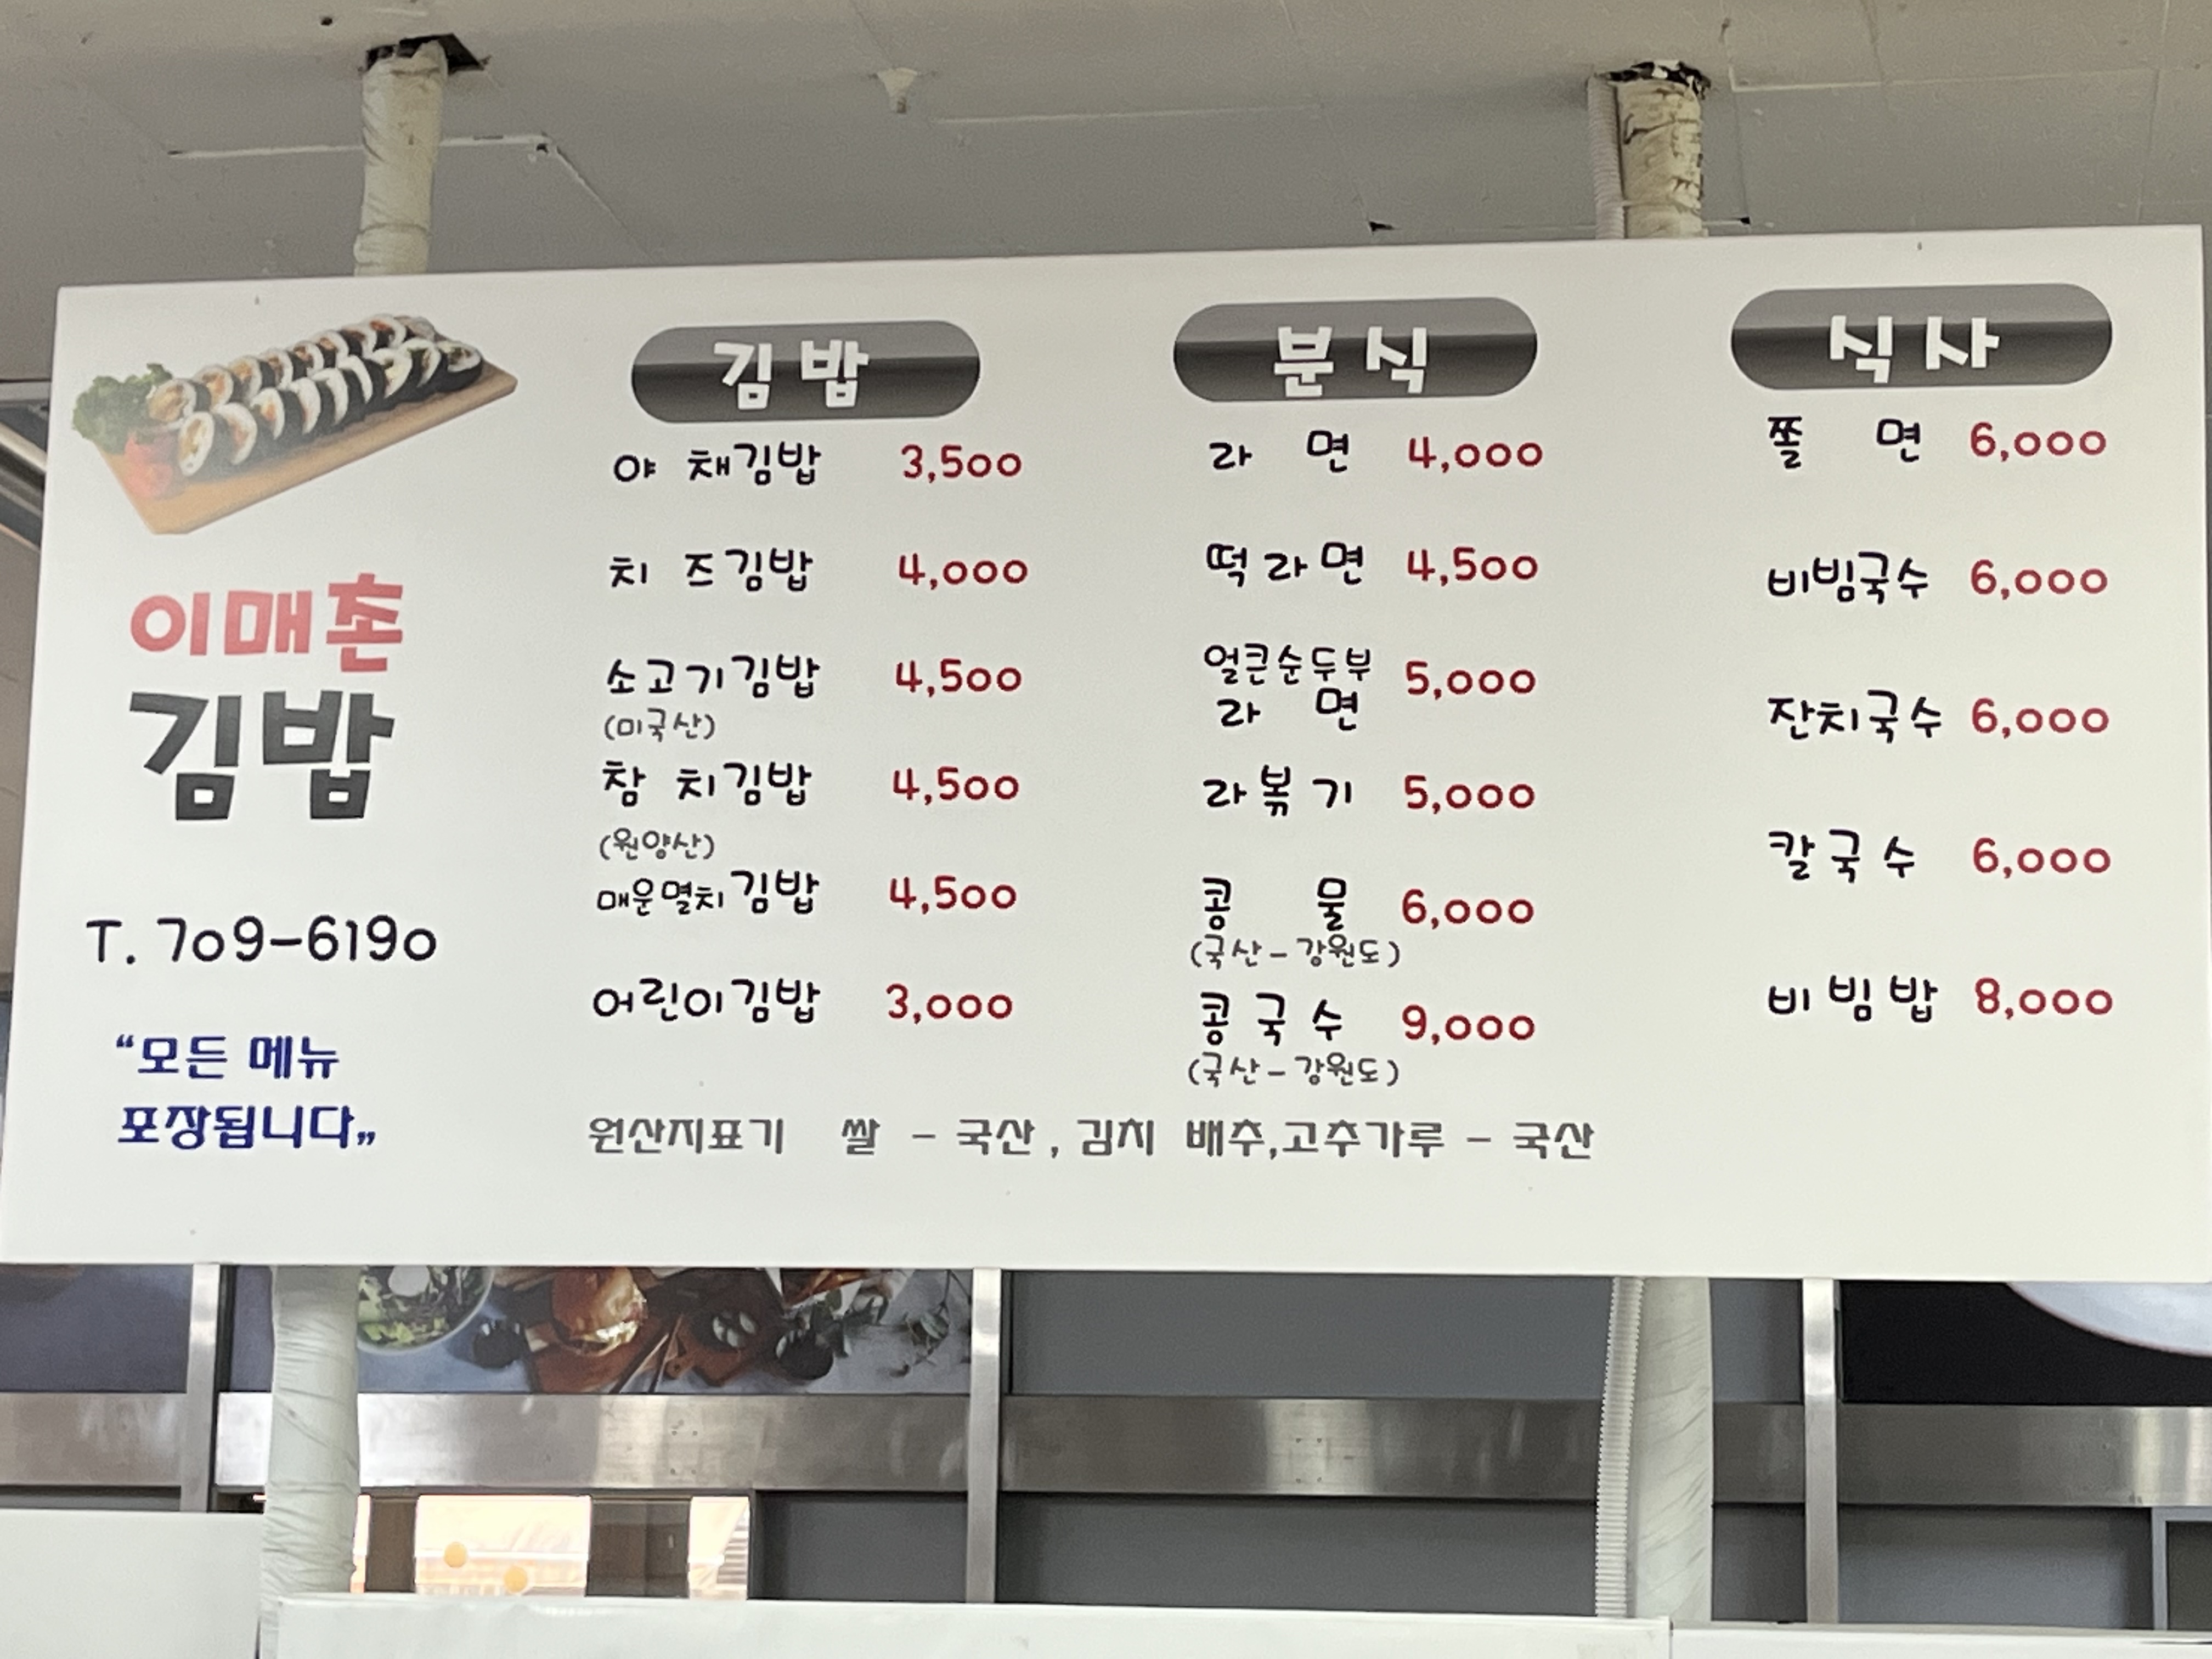 이매촌
김밥
T. 709-6190
“모든 메뉴
포장됩니다„
김밥
야 채김밥 3,500
치 즈김밥 4,000
소고기김밥 4,500
(미국산)
참 치김밥 4,500
(원양산)
매운멸치김밥 4,500
어린이김밥 3,000
분식
라 면 4,000
떡라면 4,500
얼큰순두부
라 면 5,000
라볶기 5,000
콩 물 6,000
(국산-강원도)
콩국수 9,000
(국산-강원도)
식사
쫄 면 6,000
비빔국수 6,000
잔치국수 6,000
칼국수 6,000
비빔밥 8,000
원산지표기 쌀 - 국산, 김치 배추,고추가루 - 국산